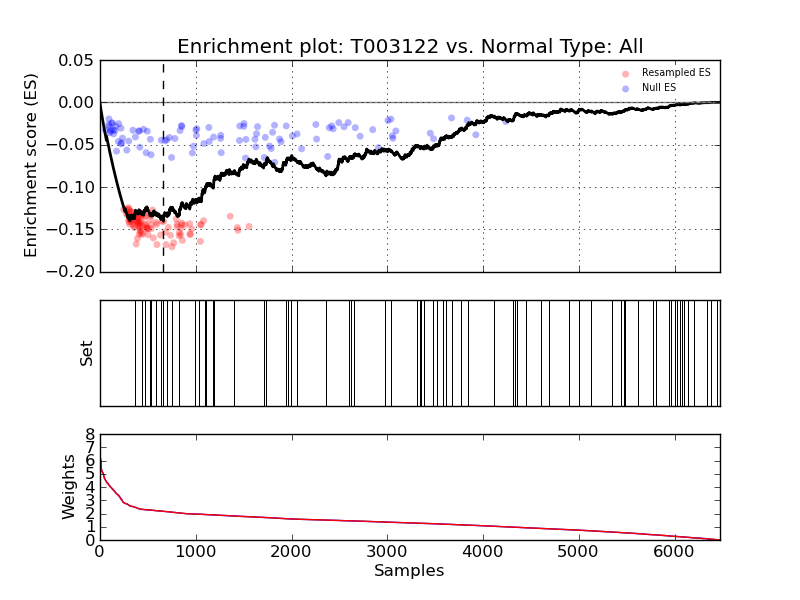 Enrichment plot: T003122 vs. Normal Type: All
Enrichment score (ES)
0.05
0.00
−0.05
−0.10
−0.15
−0.20
Resampled ES
Null ES
Set
Weights
8
7
6
5
4
3
2
1
0
0 1000 2000 3000 4000 5000 6000
Samples